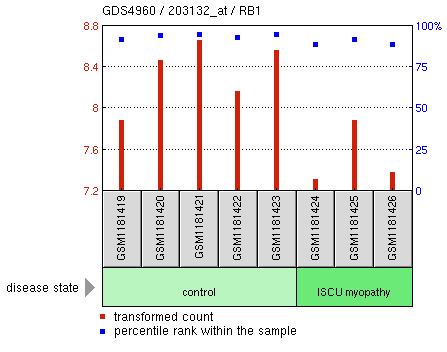 GDS4960 / 203132_at / RB1
8.8 100%
8.4 75
8 50
7.6 25
7.2 0
GSM1181419 GSM1181420 GSM1181421 GSM1181422 GSM1181423 GSM1181424 GSM1181425 GSM1181426
disease state control ISCU myopathy
transformed count
percentile rank within the sample